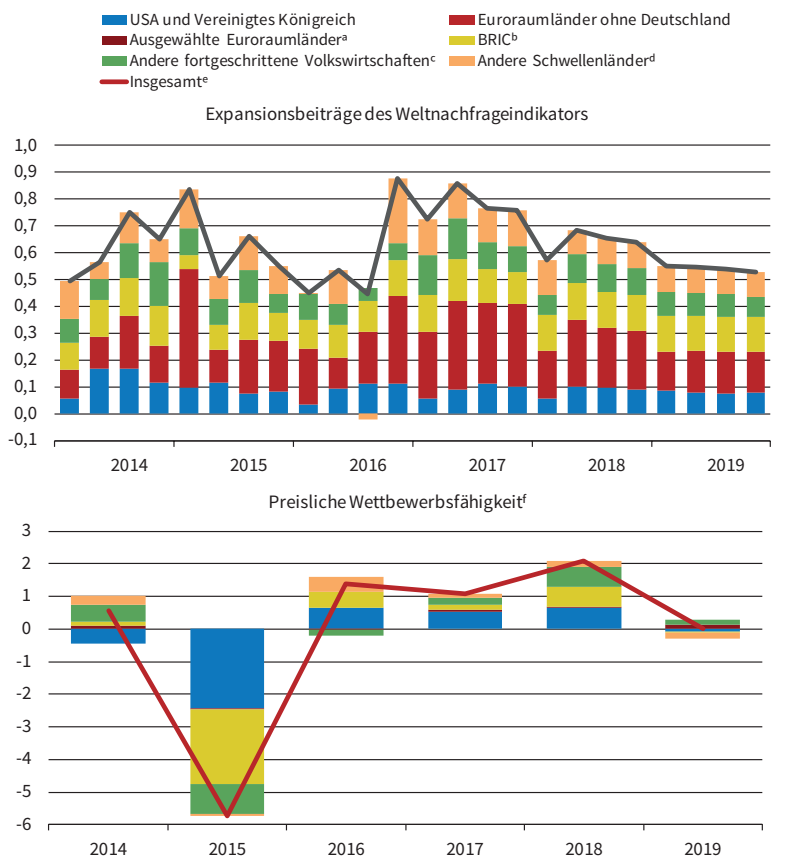 USA und Vereinigtes Königreich
Euroraumländer ohne Deutschland
Ausgewählte Euroraumländerᵃ
BRICᵇ
Andere fortgeschrittene Volkswirtschaftenᶜ
Andere Schwellenländerᵈ
Insgesamtᵉ
Expansionsbeiträge des Weltnachfrageindikators
1,0
0,9
0,8
0,7
0,6
0,5
0,4
0,3
0,2
0,1
0,0
-0,1
2014 2015 2016 2017 2018 2019
Preisliche Wettbewerbsfähigkeitᶠ
3
2
1
0
-1
-2
-3
-4
-5
-6
2014 2015 2016 2017 2018 2019